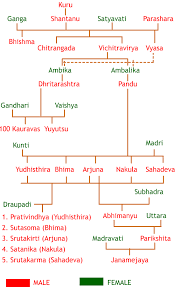 Kuru
Ganga Shantanu Satyavati Parashara
Bhishma Chitrangada Vichitravirya Vyasa
Ambika Ambalika
Dhritarashtra Pandu
Gandhari Vaishya
100 Kauravas Yuyutsu
Kunti Madri
Yudhisthira Bhima Arjuna Nakula Sahadeva
Subhadra
Draupadi Abhimanyu Uttara
1. Prativindhya (Yudhisthira)
2. Sutasoma (Bhima)
3. Srutakirti (Arjuna)
4. Satanika (Nakula)
5. Srutakarma (Sahadeva)
Madravati Parikshita
Janamejaya
MALE FEMALE